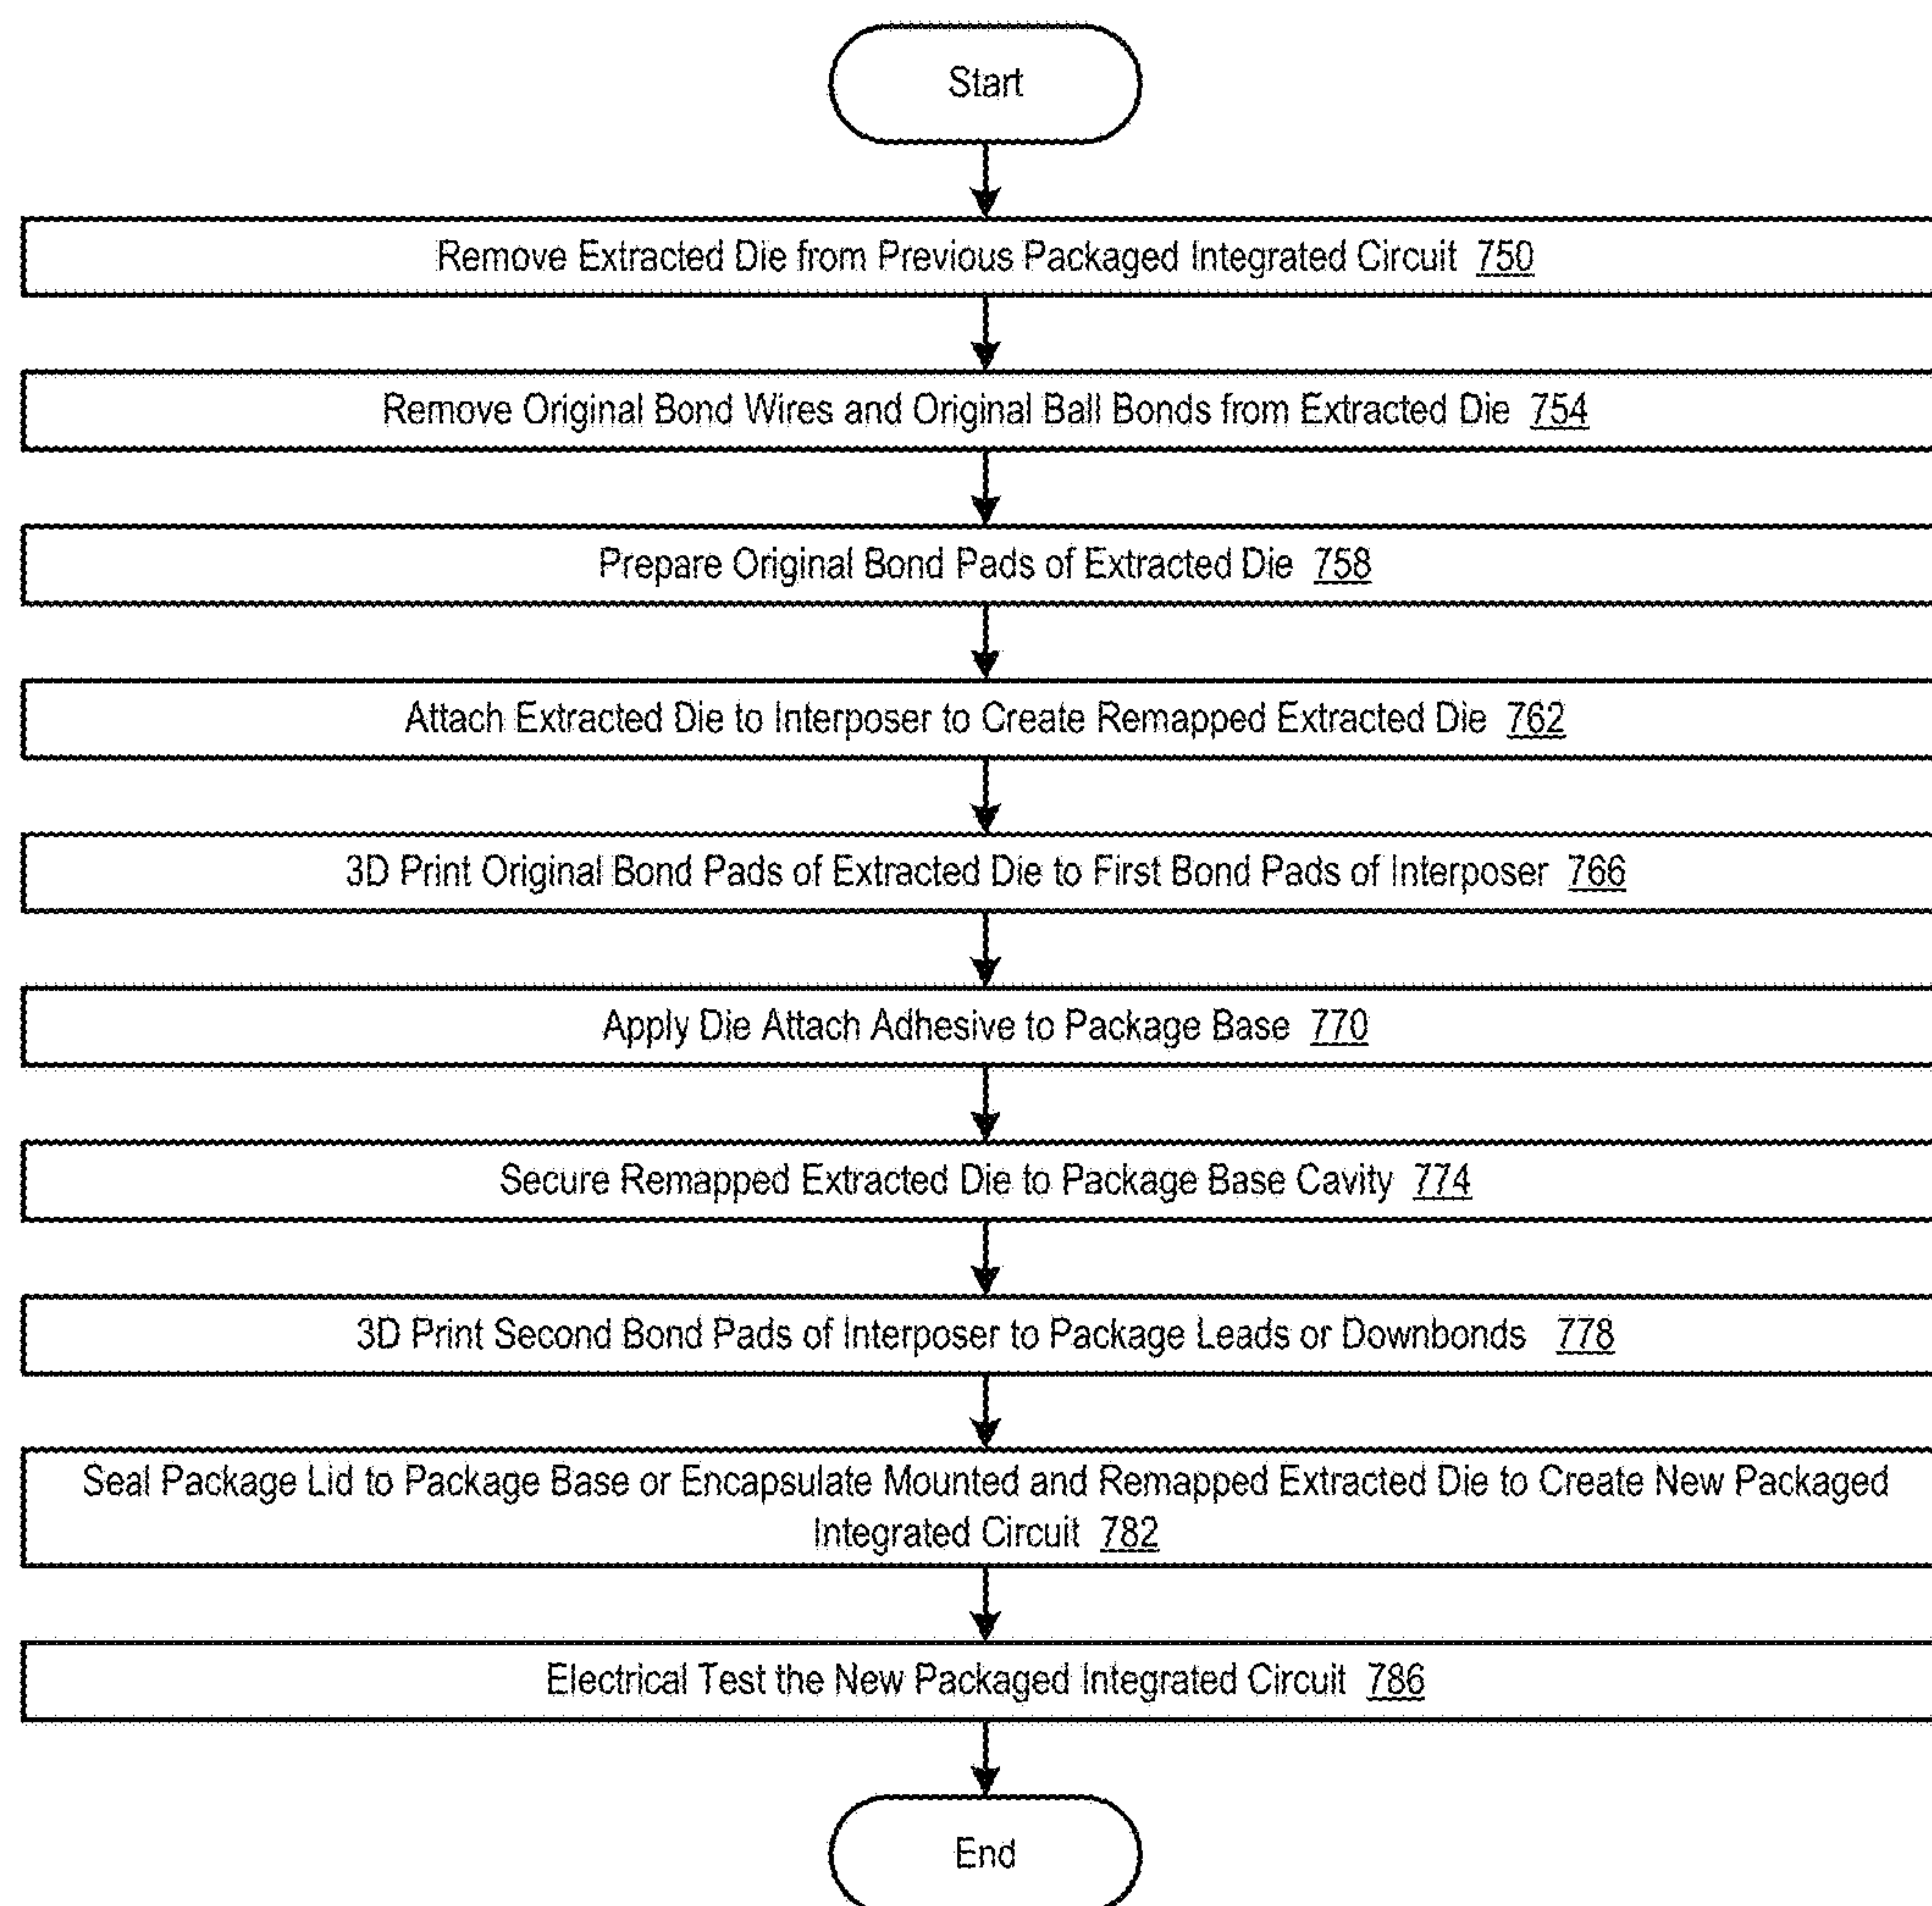 Start
Remove Extracted Die from Previous Packaged Integrated Circuit 750
Remove Original Bond Wires and Original Ball Bonds from Extracted Die 754
Prepare Original Bond Pads of Extracted Die 758
Attach Extracted Die to Interposer to Create Remapped Extracted Die 762
3D Print Original Bond Pads of Extracted Die to First Bond Pads of Interposer 766
Apply Die Attach Adhesive to Package Base 770
Secure Remapped Extracted Die to Package Base Cavity 774
3D Print Second Bond Pads of Interposer to Package Leads or Downbonds 778
Seal Package Lid to Package Base or Encapsulate Mounted and Remapped Extracted Die to Create New Packaged
Integrated Circuit 782
Electrical Test the New Packaged Integrated Circuit 786
End